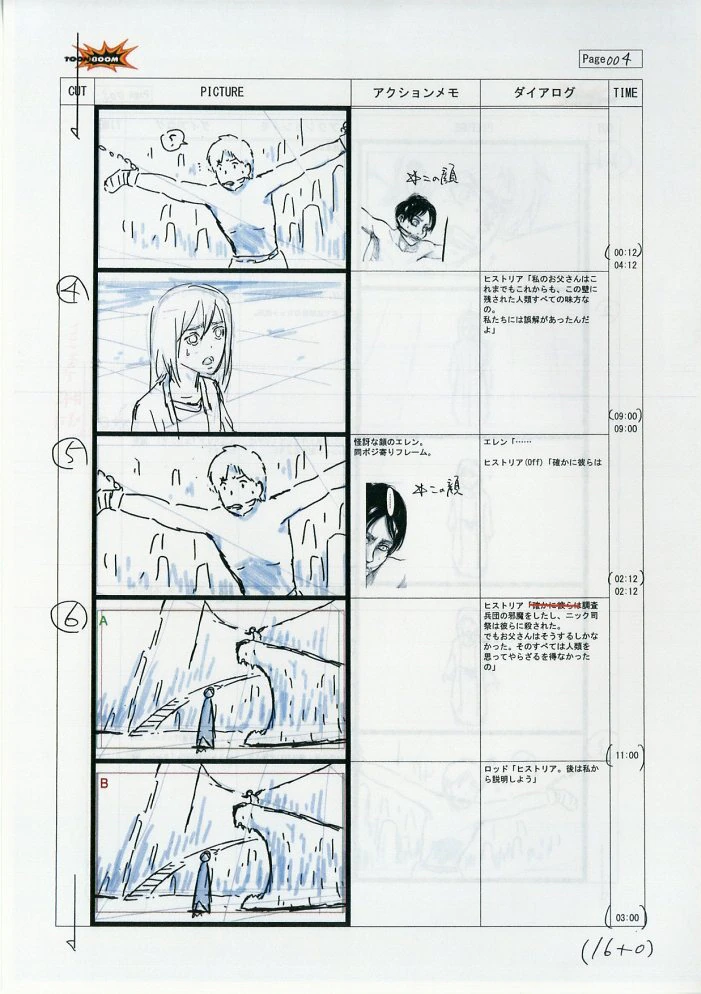 TOONBOOM
Page 004
CUT
PICTURE
アクションメモ
ダイアログ
TIME
本この顔
(00:12)
04:12
④
ヒストリア「私のお父さんはこ
れまでもこれからも、この壁に
残された人類すべての味方な
の。
私たちには誤解があったんだ
よ」
(09:00)
09:00
⑤
怪訝な顔のエレン。
同ポジ寄りフレーム。
本この顔
エレン「……
ヒストリア(Off)「確かに彼らは
(02:12)
02:12
⑥
A
ヒストリア「確かに彼らは調査
兵団の邪魔をしたし、ニック司
祭は彼らに殺された。
でもお父さんはそうするしかな
かった。そのすべては人類を
思ってやらざるを得なかった
の」
(11:00)
B
ロッド「ヒストリア。後は私か
ら説明しよう」
(03:00)
(16+0)